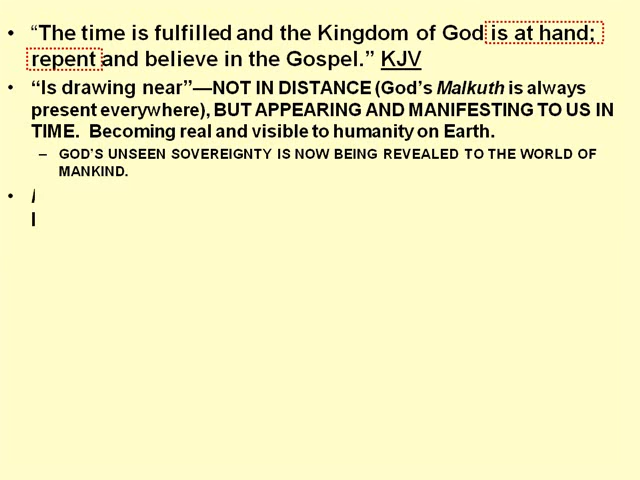 • “The time is fulfilled and the Kingdom of God is at hand;
repent and believe in the Gospel.” KJV
• “Is drawing near”—NOT IN DISTANCE (God’s Malkuth is always
present everywhere), BUT APPEARING AND MANIFESTING TO US IN
TIME.  Becoming real and visible to humanity on Earth.
– GOD’S UNSEEN SOVEREIGNTY IS NOW BEING REVEALED TO THE WORLD OF
MANKIND.